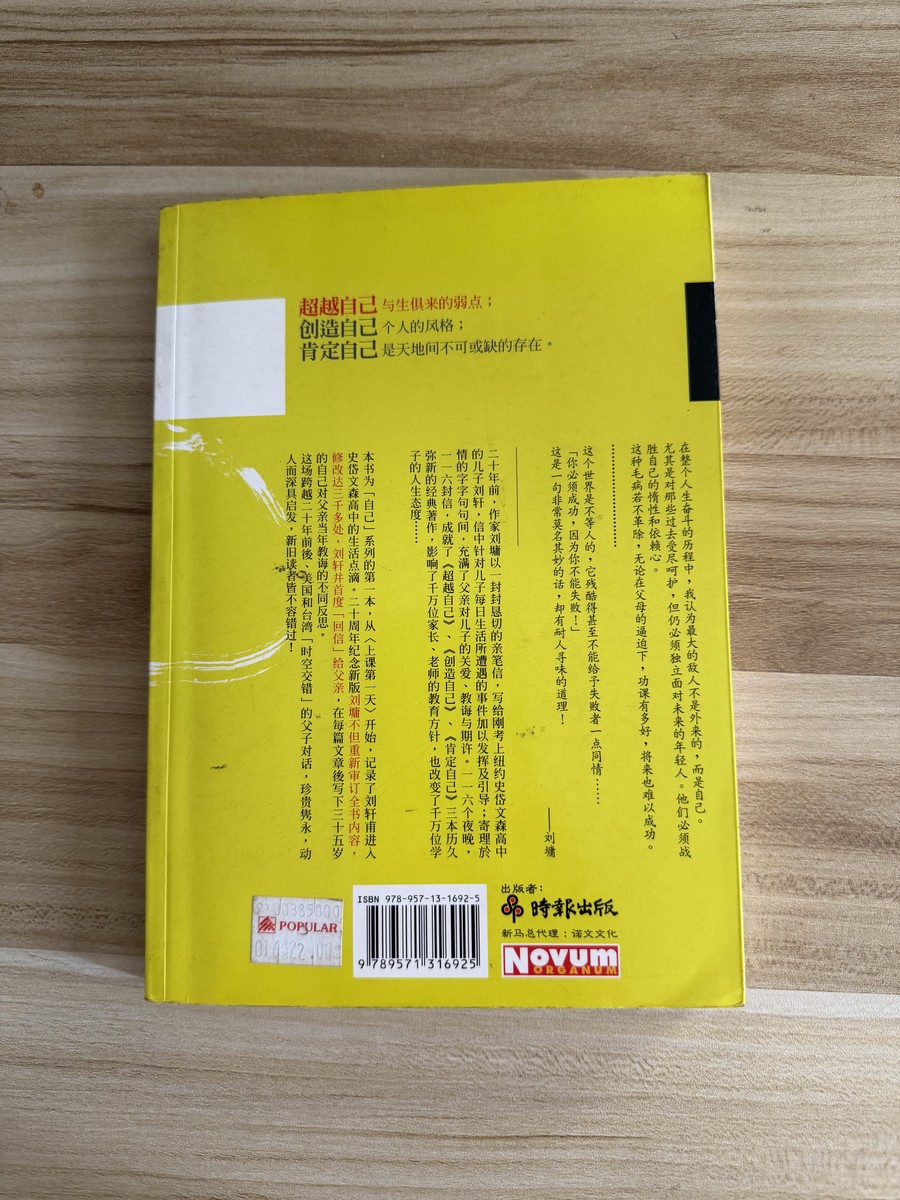 超越自己 与生俱来的弱点；
创造自己 个人的风格；
肯定自己 是天地间不可或缺的存在。
在整个人生奋斗的历程中，我认为最大的敌人不是外来的，而是自己。
尤其是对那些过去受尽呵护，但仍必须独立面对未来的年轻人。他们必须战
胜自己的惰性和依赖心。
这种毛病若不革除，无论在父母的逼迫下，功课有多好，将来也难以成功。
…………………
这个世界是不等人的，它残酷得甚至不能给予失败者一点同情……
「你必须成功，因为你不能失败！」
这是一句非常莫名其妙的话，却有耐人寻味的道理！
——刘墉
二十年前，作家刘墉以一封封恳切的亲笔信，写给刚考上纽约史岱文森高中
的儿子刘轩，信中针对儿子每日生活所遭遇的事件加以发挥及引导；寄理於
情的字字句句间，充满了父亲对儿子的关爱、教诲与期许。一一六个夜晚，
一一六封信，成就了《超越自己》、《创造自己》、《肯定自己》三本历久
弥新的经典著作，影响了千万位家长、老师的教育方针，也改变了千万位学
子的人生态度……
本书为「自己」系列的第一本，从〈上课第一天〉开始，记录了刘轩甫进入
史岱文森高中的生活点滴。二十周年纪念新版刘墉不但重新审订全书内容，
修改达三千多处，刘轩并首度「回信」给父亲，在每篇文章後写下三十五岁
的自己对父亲当年教诲的不同反思。
这场跨越二十年前後、美国和台湾「时空交错」的父子对话，珍贵隽永，动
人而深具启发，新旧读者皆不容错过！
POPULAR
ISBN 978-957-13-1692-5
9 789571 316925
出版者：
時報出版
新马总代理：诺文文化
Novum
ORGANUM